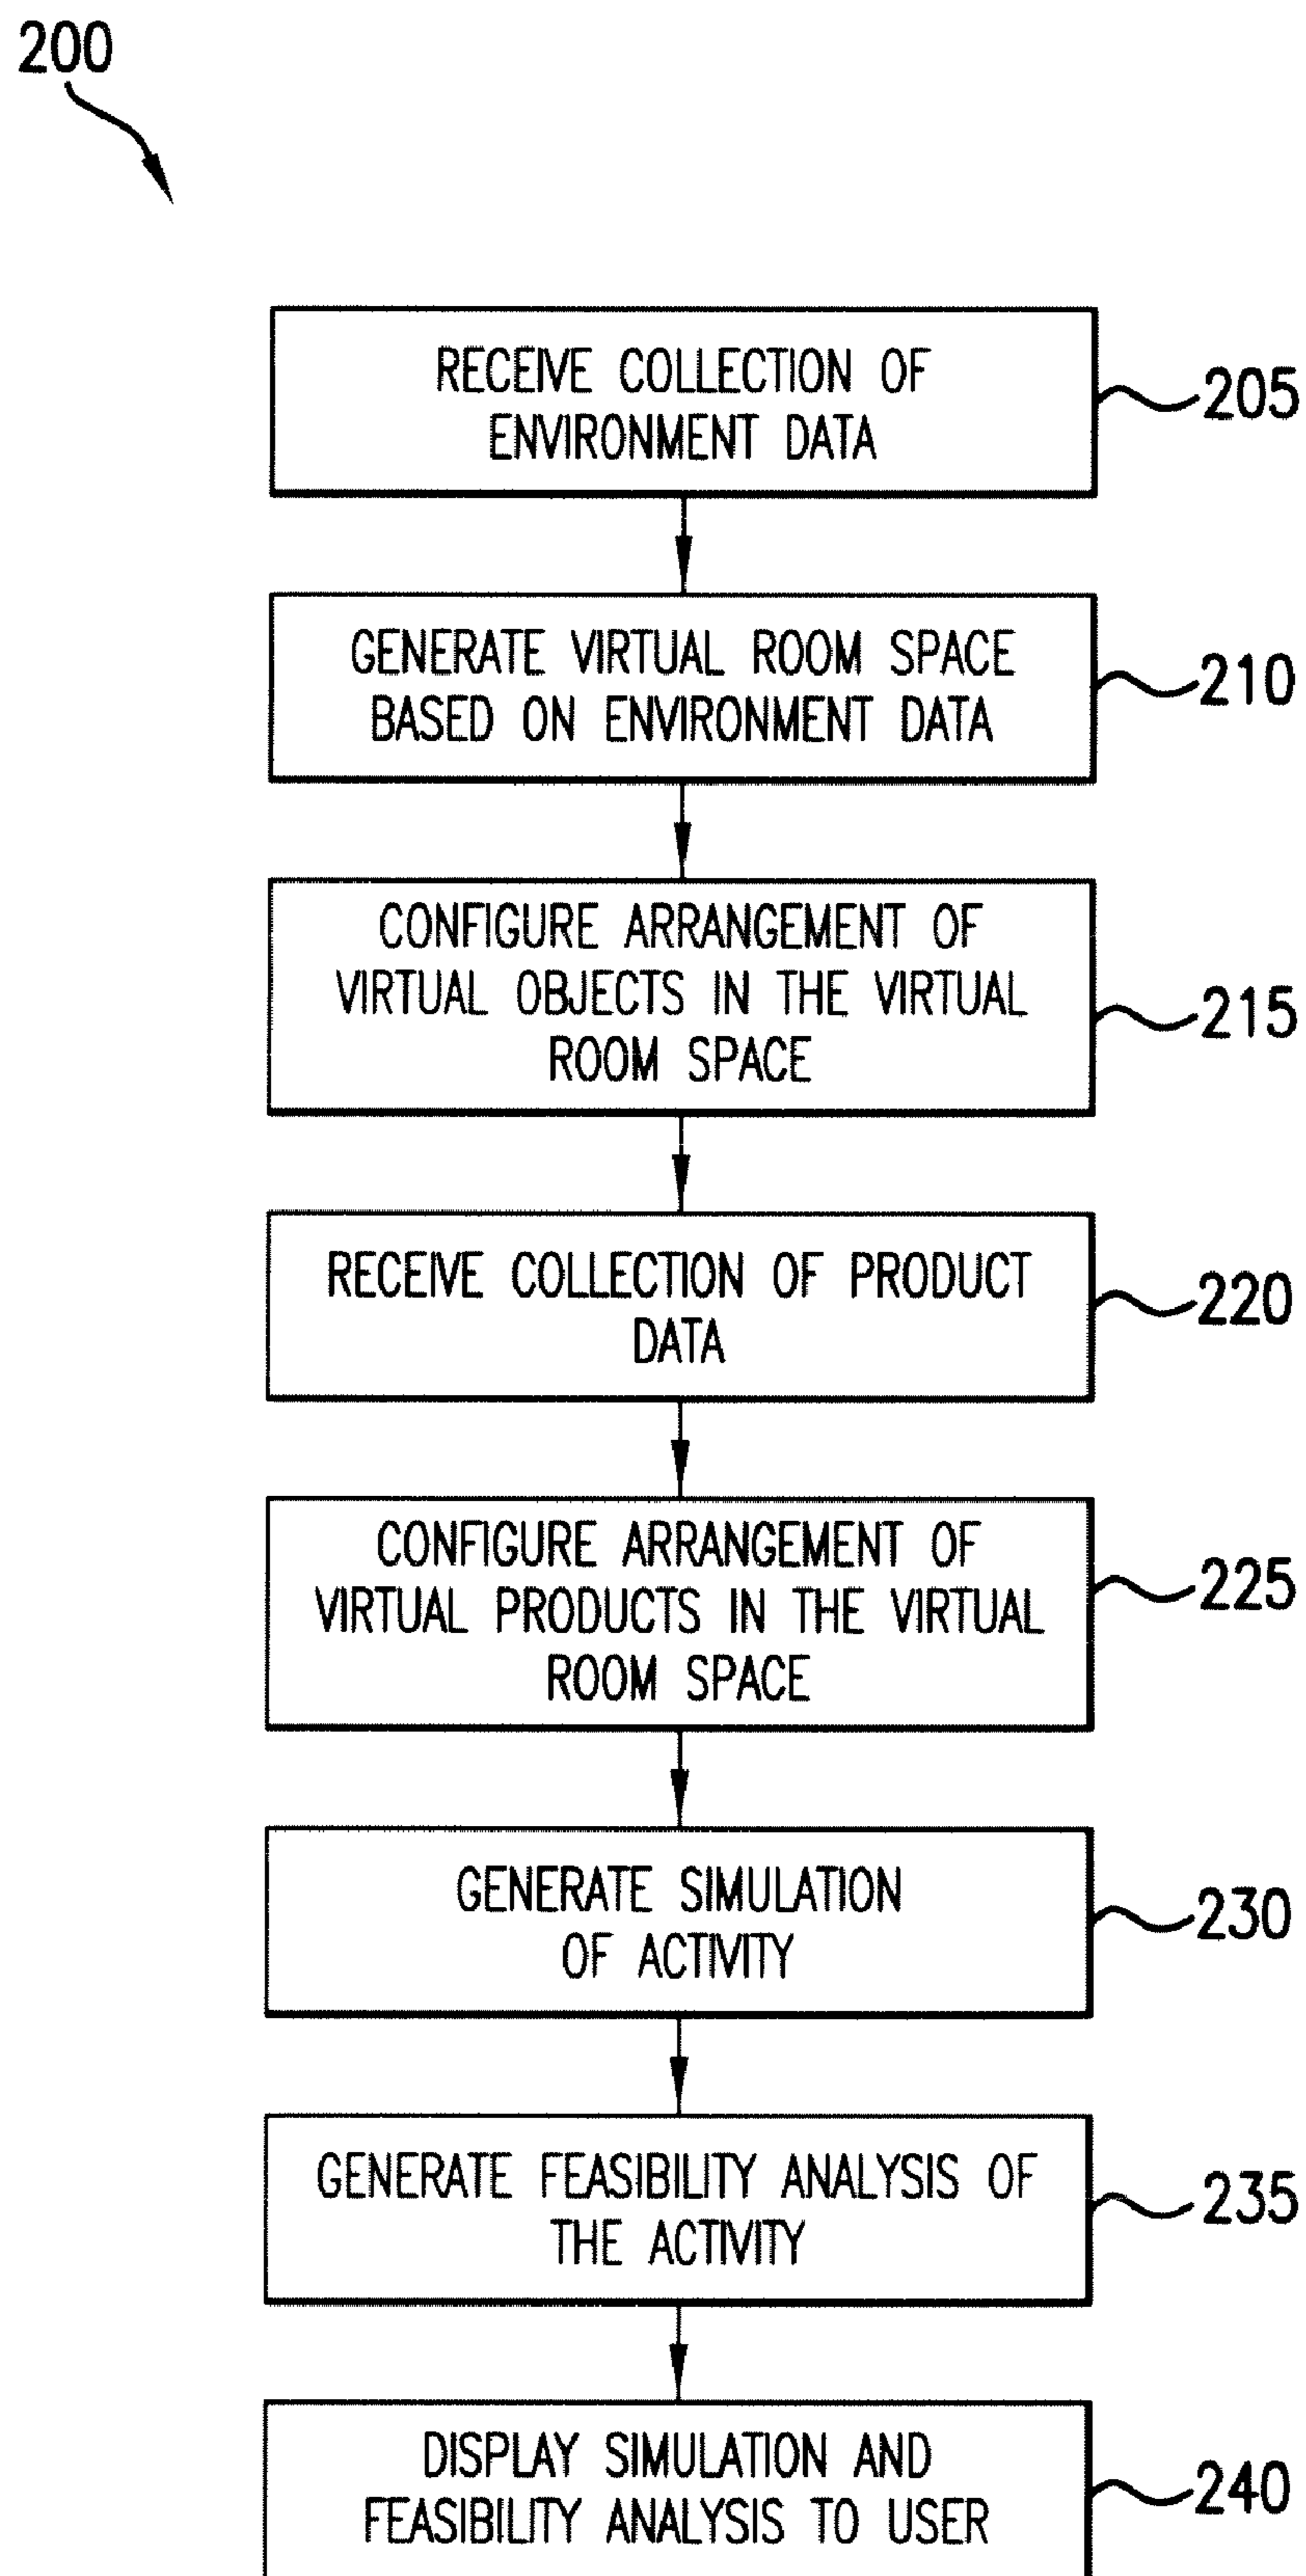 200
RECEIVE COLLECTION OF
ENVIRONMENT DATA
205
GENERATE VIRTUAL ROOM SPACE
BASED ON ENVIRONMENT DATA
210
CONFIGURE ARRANGEMENT OF
VIRTUAL OBJECTS IN THE VIRTUAL
ROOM SPACE
215
RECEIVE COLLECTION OF PRODUCT
DATA
220
CONFIGURE ARRANGEMENT OF
VIRTUAL PRODUCTS IN THE VIRTUAL
ROOM SPACE
225
GENERATE SIMULATION
OF ACTIVITY
230
GENERATE FEASIBILITY ANALYSIS OF
THE ACTIVITY
235
DISPLAY SIMULATION AND
FEASIBILITY ANALYSIS TO USER
240